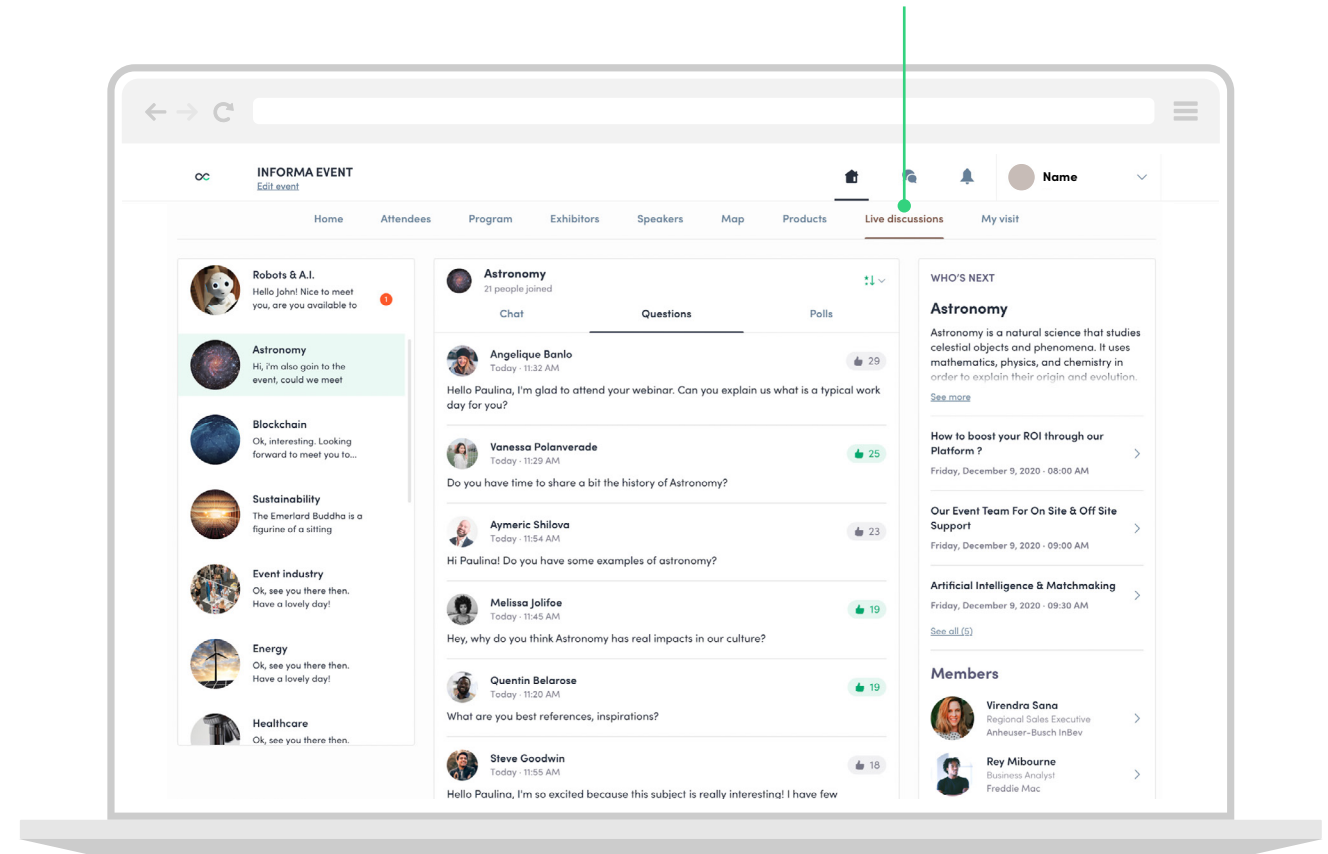 INFORMA EVENT
Edit event
Name
Home
Attendees
Program
Exhibitors
Speakers
Map
Products
Live discussions
My visit
Robots & A.I.
Hello John! Nice to meet
you, are you available to
1
Astronomy
Hi, i'm also goin to the
event, could we meet
Blockchain
Ok, interesting. Looking
forward to meet you to...
Sustainability
The Emerlard Buddha is a
figurine of a sitting
Event industry
Ok, see you there then.
Have a lovely day!
Energy
Ok, see you there then.
Have a lovely day!
Healthcare
Ok, see you there then.
Astronomy
21 people joined
Chat
Questions
Polls
Angelique Banlo
Today · 11:32 AM
29
Hello Paulina, I'm glad to attend your webinar. Can you explain us what is a typical work
day for you?
Vanessa Polanverade
Today · 11:29 AM
25
Do you have time to share a bit the history of Astronomy?
Aymeric Shilova
Today · 11:54 AM
23
Hi Paulina! Do you have some examples of astronomy?
Melissa Jolifoe
Today · 11:45 AM
19
Hey, why do you think Astronomy has real impacts in our culture?
Quentin Belarose
Today · 11:20 AM
19
What are you best references, inspirations?
Steve Goodwin
Today · 11:55 AM
18
Hello Paulina, I'm so excited because this subject is really interesting! I have few
WHO'S NEXT
Astronomy
Astronomy is a natural science that studies
celestial objects and phenomena. It uses
mathematics, physics, and chemistry in
order to explain their origin and evolution.
See more
How to boost your ROI through our
Platform ?
Friday, December 9, 2020 · 08:00 AM
Our Event Team For On Site & Off Site
Support
Friday, December 9, 2020 · 09:00 AM
Artificial Intelligence & Matchmaking
Friday, December 9, 2020 · 09:30 AM
See all (5)
Members
Virendra Sana
Regional Sales Executive
Anheuser-Busch InBev
Rey Mibourne
Business Analyst
Freddie Mac